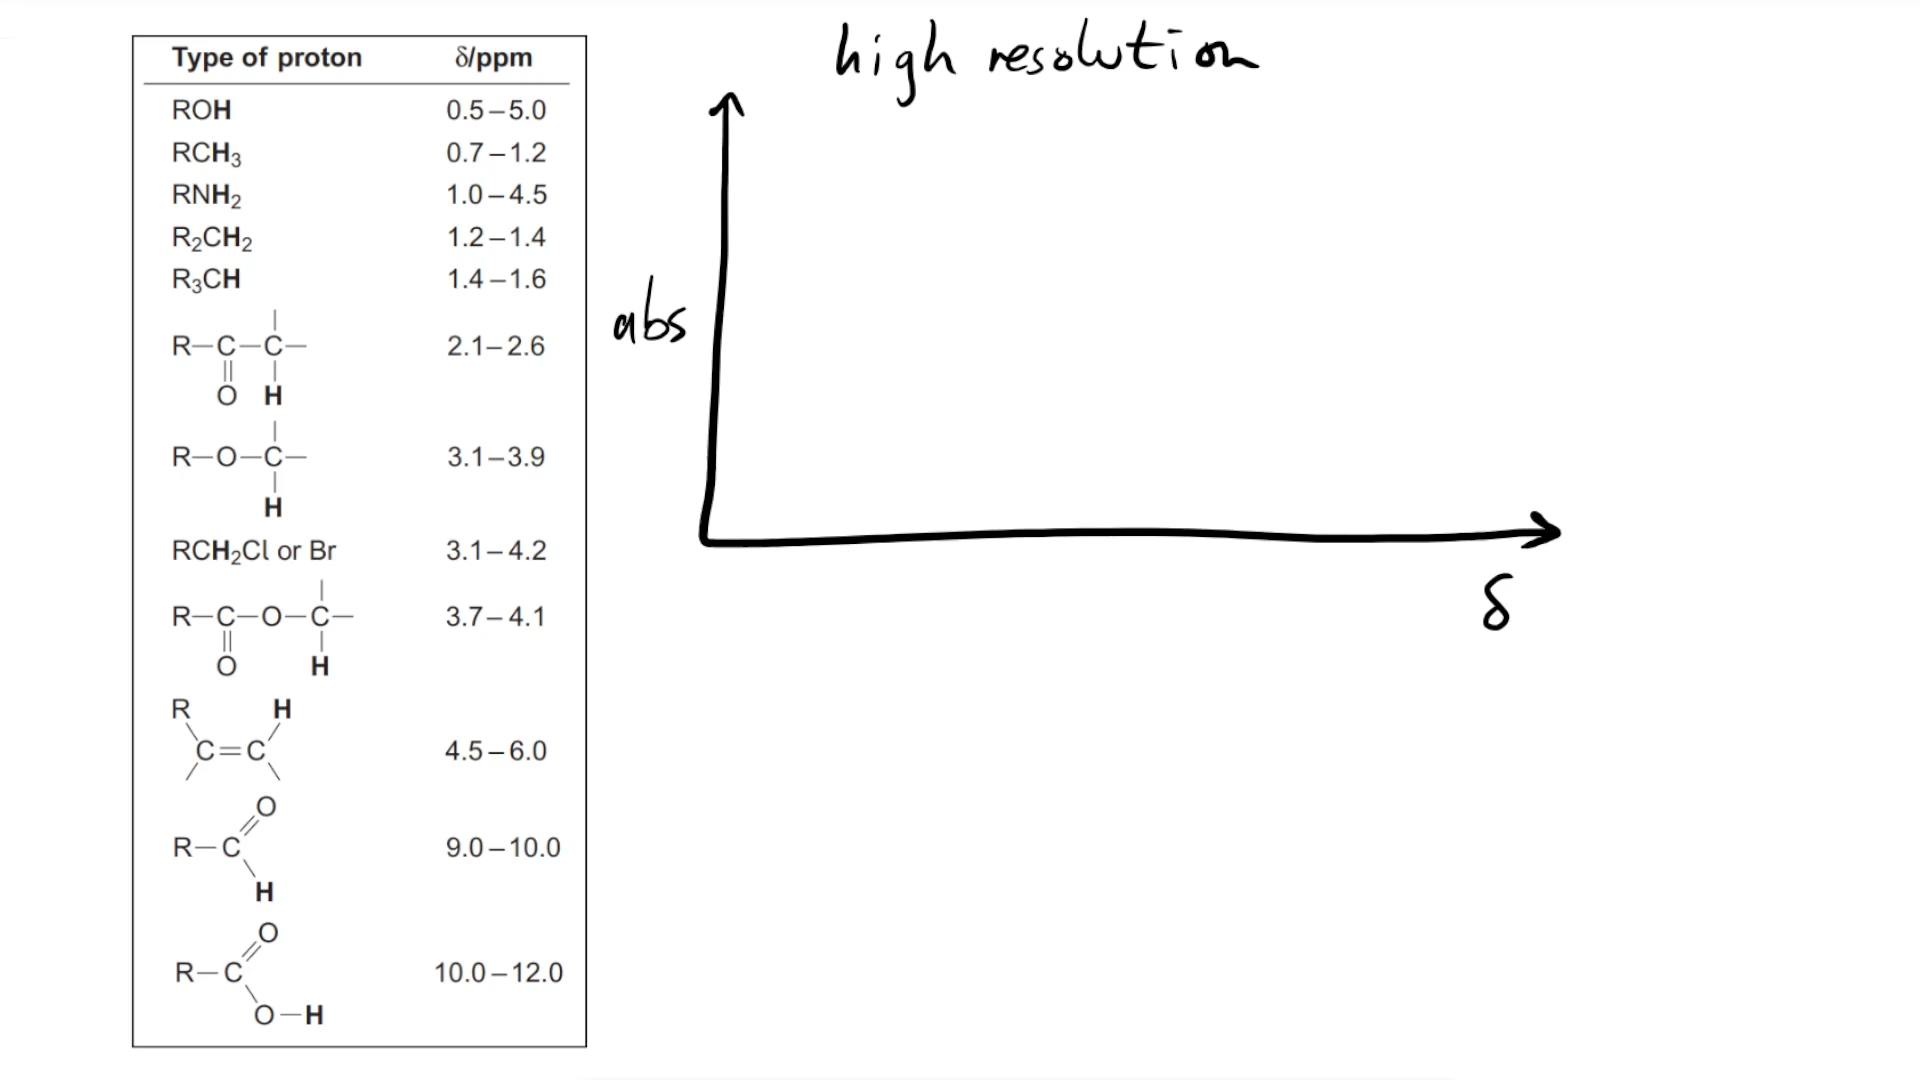 high resolution
Type of proton δ/ppm
ROH 0.5–5.0
RCH₃ 0.7–1.2
RNH₂ 1.0–4.5
R₂CH₂ 1.2–1.4
R₃CH 1.4–1.6
R–C–C– 2.1–2.6
O H
R–O–C– 3.1–3.9
H
RCH₂Cl or Br 3.1–4.2
R–C–O–C– 3.7–4.1
O H
R H
C=C 4.5–6.0
O
R–C 9.0–10.0
H
O
R–C 10.0–12.0
O–H
abs
δ